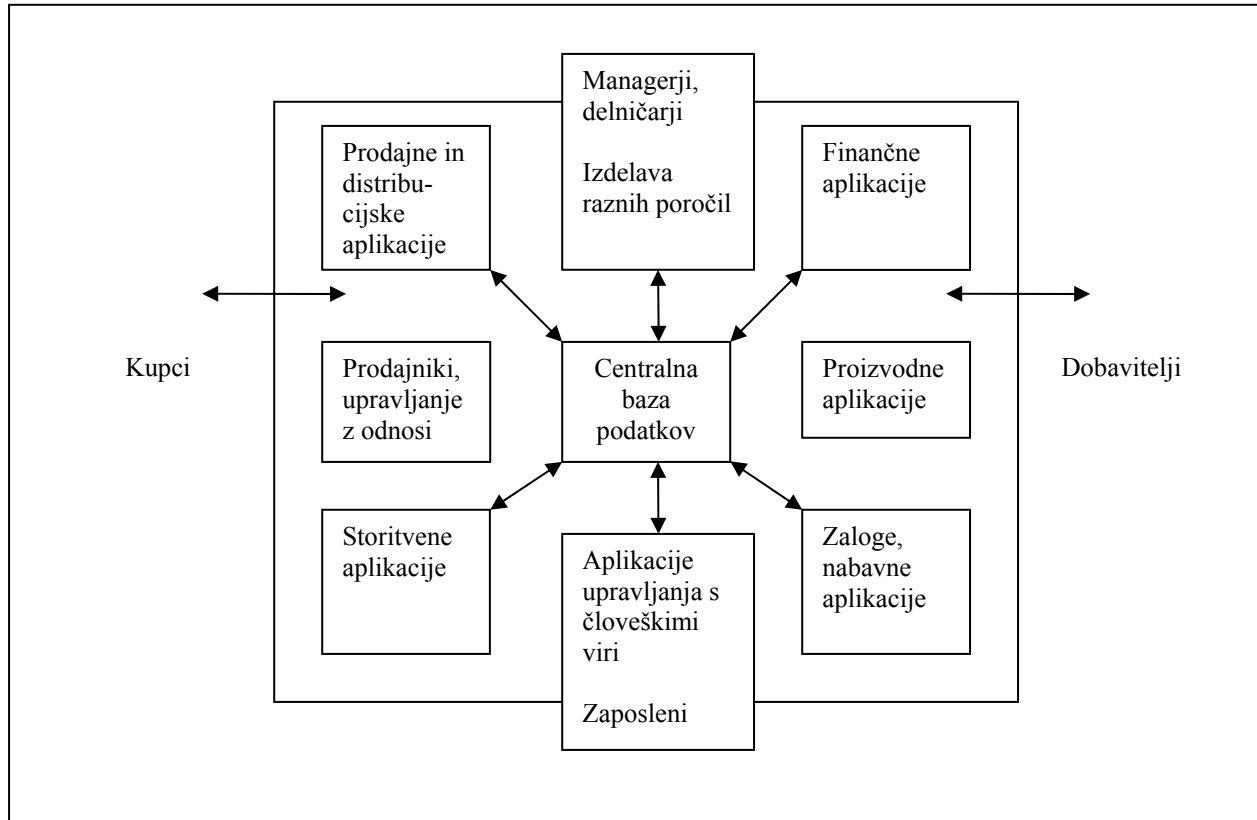 Managerji,
delničarji
Izdelava
raznih poročil
Prodajne in
distribu-
cijske
aplikacije
Finančne
aplikacije
Kupci
Prodajniki,
upravljanje
z odnosi
Centralna
baza
podatkov
Proizvodne
aplikacije
Dobavitelji
Storitvene
aplikacije
Aplikacije
upravljanja s
človeškimi
viri
Zaposleni
Zaloge,
nabavne
aplikacije